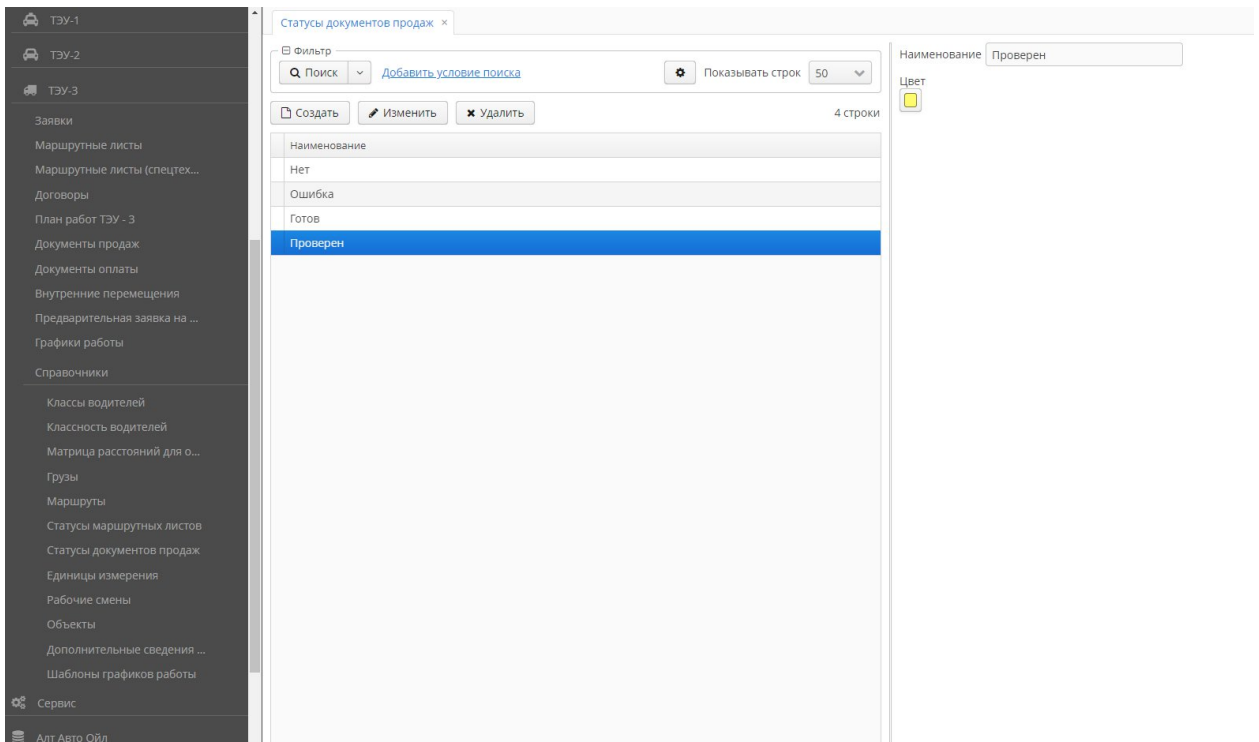 ТЭУ-1
ТЭУ-2
ТЭУ-3
Заявки
Маршрутные листы
Маршрутные листы (спецтех...
Договоры
План работ ТЭУ - 3
Документы продаж
Документы оплаты
Внутренние перемещения
Предварительная заявка на ...
Графики работы
Справочники
Классы водителей
Классность водителей
Матрица расстояний для о...
Грузы
Маршруты
Статусы маршрутных листов
Статусы документов продаж
Единицы измерения
Рабочие смены
Объекты
Дополнительные сведения ...
Шаблоны графиков работы
Сервис
Алт Авто Ойл
Статусы документов продаж ×
Фильтр
Поиск Добавить условие поиска Показывать строк 50
Создать Изменить Удалить 4 строки
Наименование
Нет
Ошибка
Готов
Проверен
Наименование Проверен
Цвет